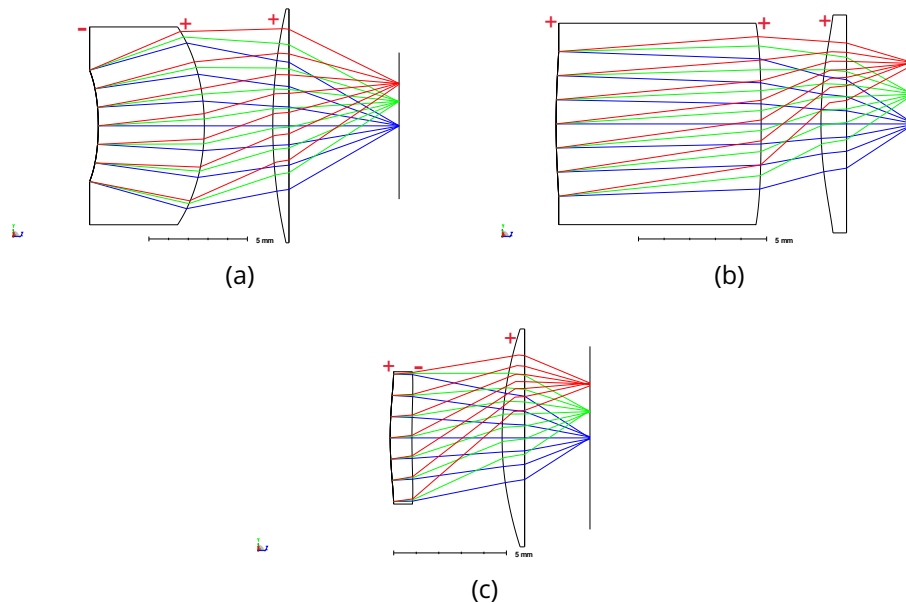 - + +
5 mm
(a)
+ + +
5 mm
(b)
+ - +
5 mm
(c)